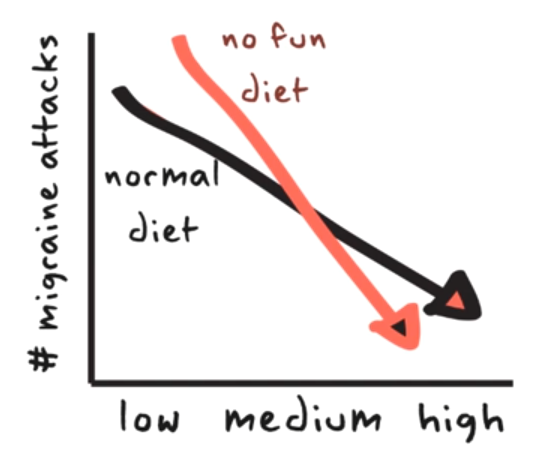 # migraine attacks
no fun
diet
normal
diet
low medium high